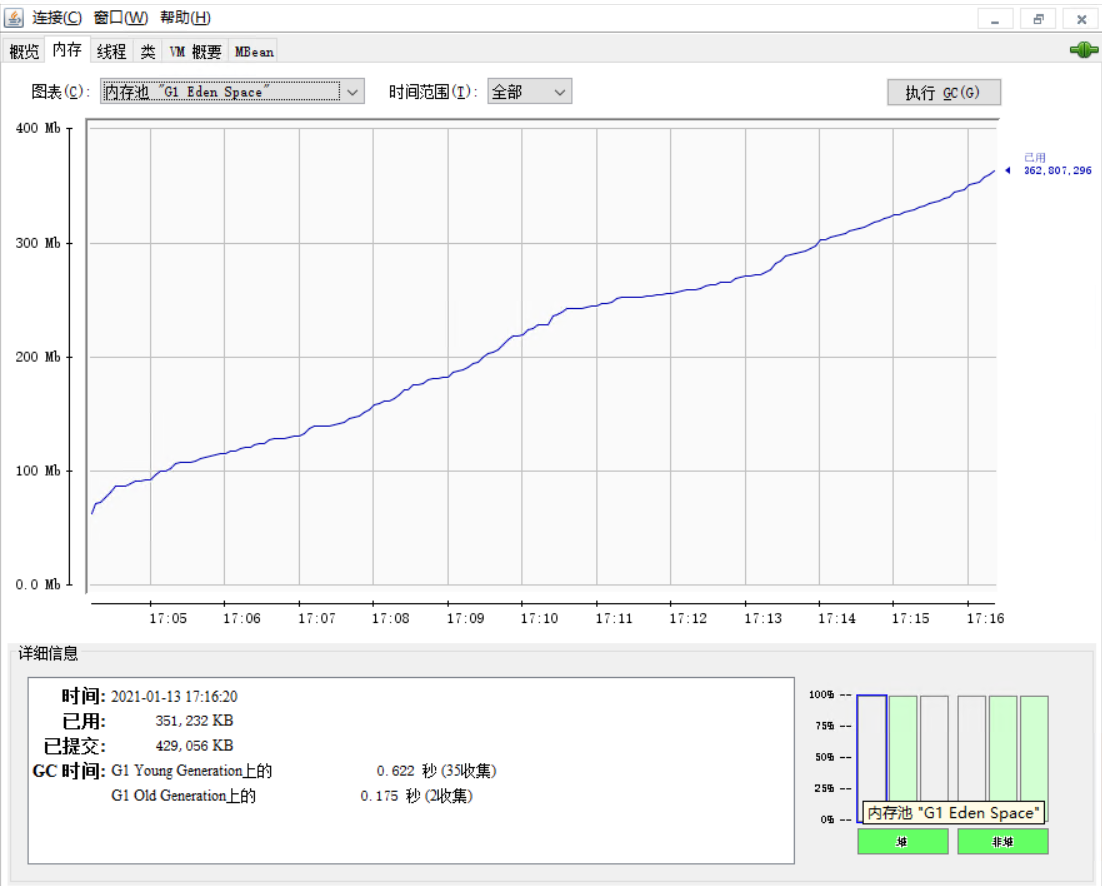 连接(C) 窗口(W) 帮助(H)
概览 内存 线程 类 VM 概要 MBean
图表(C): 内存池 "G1 Eden Space" 时间范围(I): 全部 执行 GC(G)
400 Mb
已用
362,807,296
300 Mb
200 Mb
100 Mb
0.0 Mb
17:05 17:06 17:07 17:08 17:09 17:10 17:11 17:12 17:13 17:14 17:15 17:16
详细信息
时间: 2021-01-13 17:16:20
已用: 351,232 KB
已提交: 429,056 KB
GC 时间: G1 Young Generation上的 0.622 秒 (35收集)
G1 Old Generation上的 0.175 秒 (2收集)
100% --
75% --
50% --
25% --
0% --
内存池 "G1 Eden Space"
堆 非堆